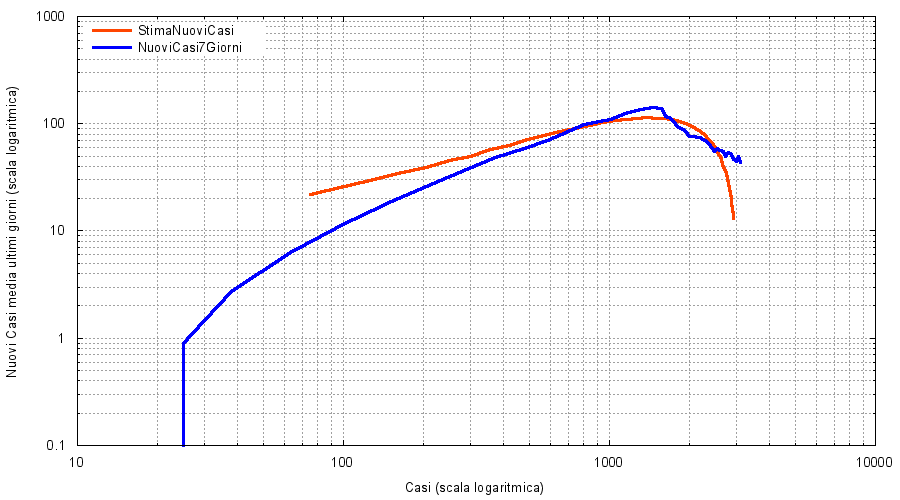 1000
StimaNuoviCasi
NuoviCasi7Giorni
100
10
1
0.1
Nuovi Casi media ultimi giorni (scala logaritmica)
10
100
1000
10000
Casi (scala logaritmica)